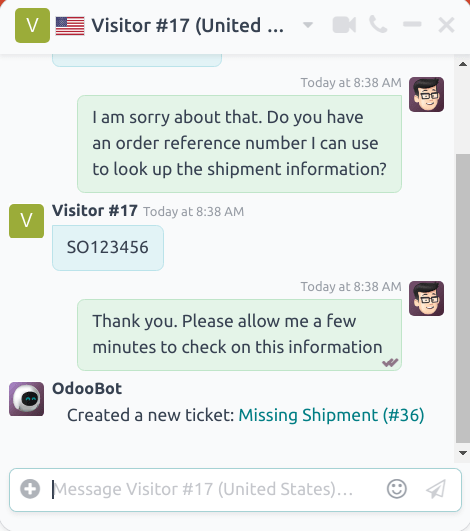 V Visitor #17 (United ...
Today at 8:38 AM
I am sorry about that. Do you have
an order reference number I can use
to look up the shipment information?
V Visitor #17 Today at 8:38 AM
SO123456
Today at 8:38 AM
Thank you. Please allow me a few
minutes to check on this information
OdooBot
Created a new ticket: Missing Shipment (#36)
Message Visitor #17 (United States)...